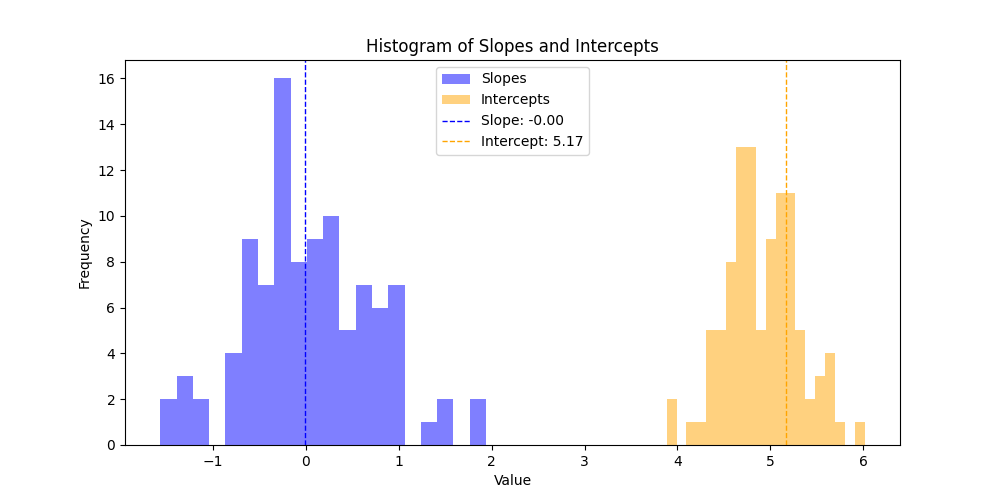 Histogram of Slopes and Intercepts
Slopes
Intercepts
Slope: -0.00
Intercept: 5.17
Frequency
16
14
12
10
8
6
4
2
0
−1
0
1
2
3
4
5
6
Value